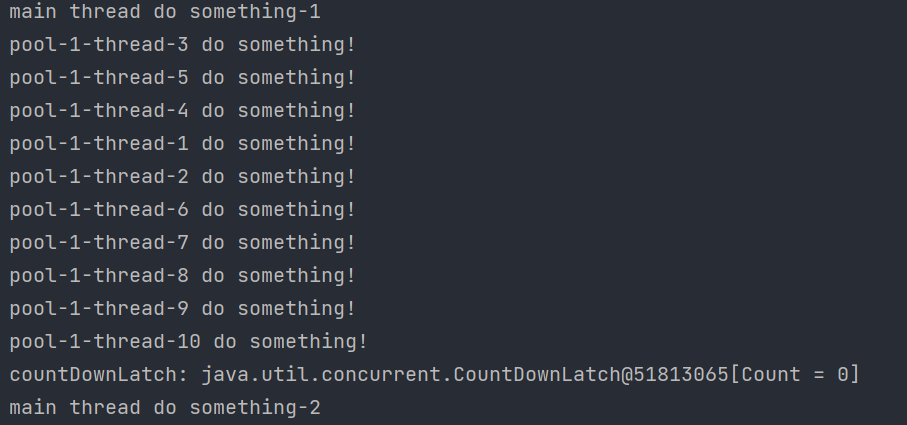 main thread do something-1
pool-1-thread-3 do something!
pool-1-thread-5 do something!
pool-1-thread-4 do something!
pool-1-thread-1 do something!
pool-1-thread-2 do something!
pool-1-thread-6 do something!
pool-1-thread-7 do something!
pool-1-thread-8 do something!
pool-1-thread-9 do something!
pool-1-thread-10 do something!
countDownLatch: java.util.concurrent.CountDownLatch@51813065[Count = 0]
main thread do something-2